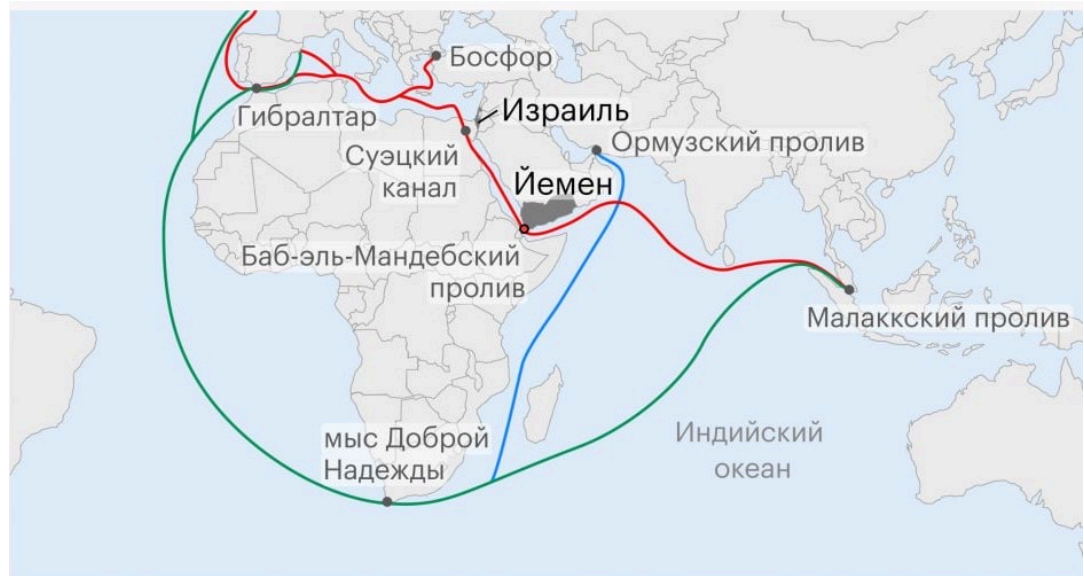 Босфор
Гибралтар
Израиль
Суэцкий
канал
Ормузский пролив
Йемен
Баб-эль-Мандебский
пролив
Малаккский пролив
мыс Доброй
Надежды
Индийский
океан